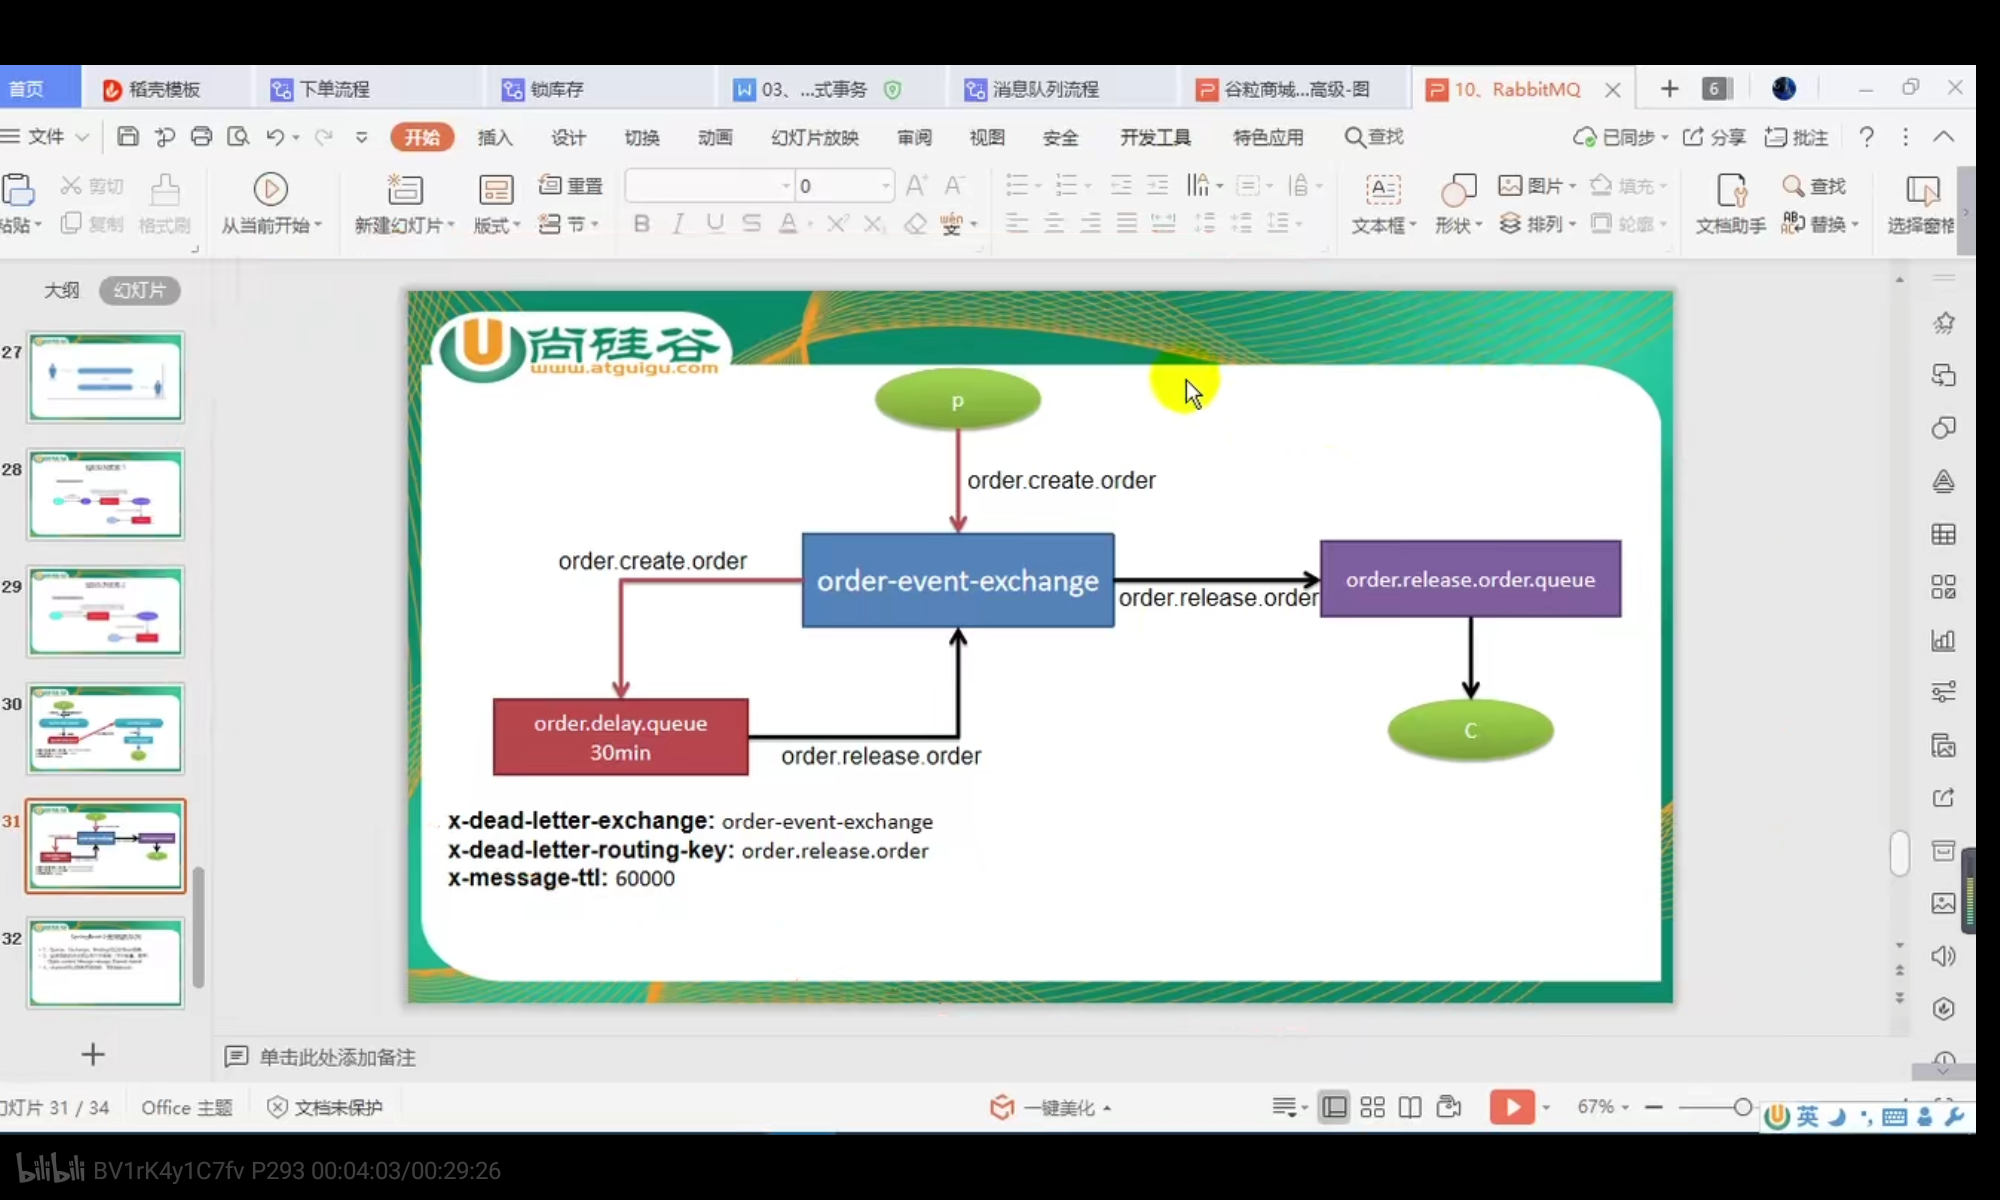 首页
稻壳模板
下单流程
锁库存
03、...式事务
消息队列流程
谷粒商城...高级-图
10、RabbitMQ
6
文件
开始
插入
设计
切换
动画
幻灯片放映
审阅
视图
安全
开发工具
特色应用
查找
已同步
分享
批注
粘贴
剪切
复制
格式刷
从当前开始
新建幻灯片
版式
重置
节
0
文本框
形状
图片
排列
填充
轮廓
文档助手
查找
替换
选择窗格
大纲
幻灯片
27
28
29
30
31
32
尚硅谷
www.atguigu.com
p
order.create.order
order.create.order
order-event-exchange
order.release.order
order.release.order.queue
order.delay.queue
30min
order.release.order
C
x-dead-letter-exchange: order-event-exchange
x-dead-letter-routing-key: order.release.order
x-message-ttl: 60000
单击此处添加备注
幻灯片 31 / 34
Office 主题
文档未保护
一键美化
67%
英
bilibili BV1rK4y1C7fv P293 00:04:03/00:29:26